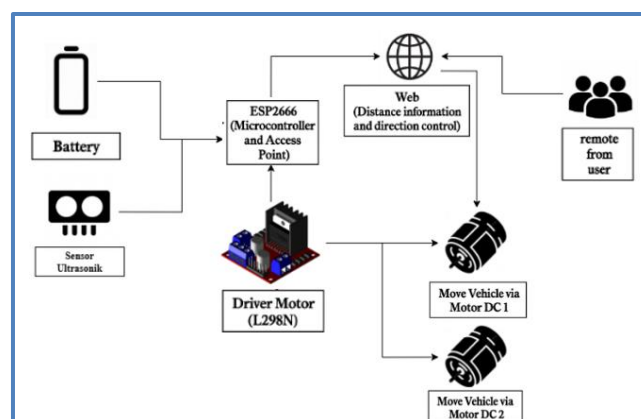 Battery
Sensor
Ultrasonik
ESP2666
(Microcontroller
and Access
Point)
Web
(Distance information
and direction control)
remote
from
user
Driver Motor
(L298N)
Move Vehicle via
Motor DC 1
Move Vehicle via
Motor DC 2